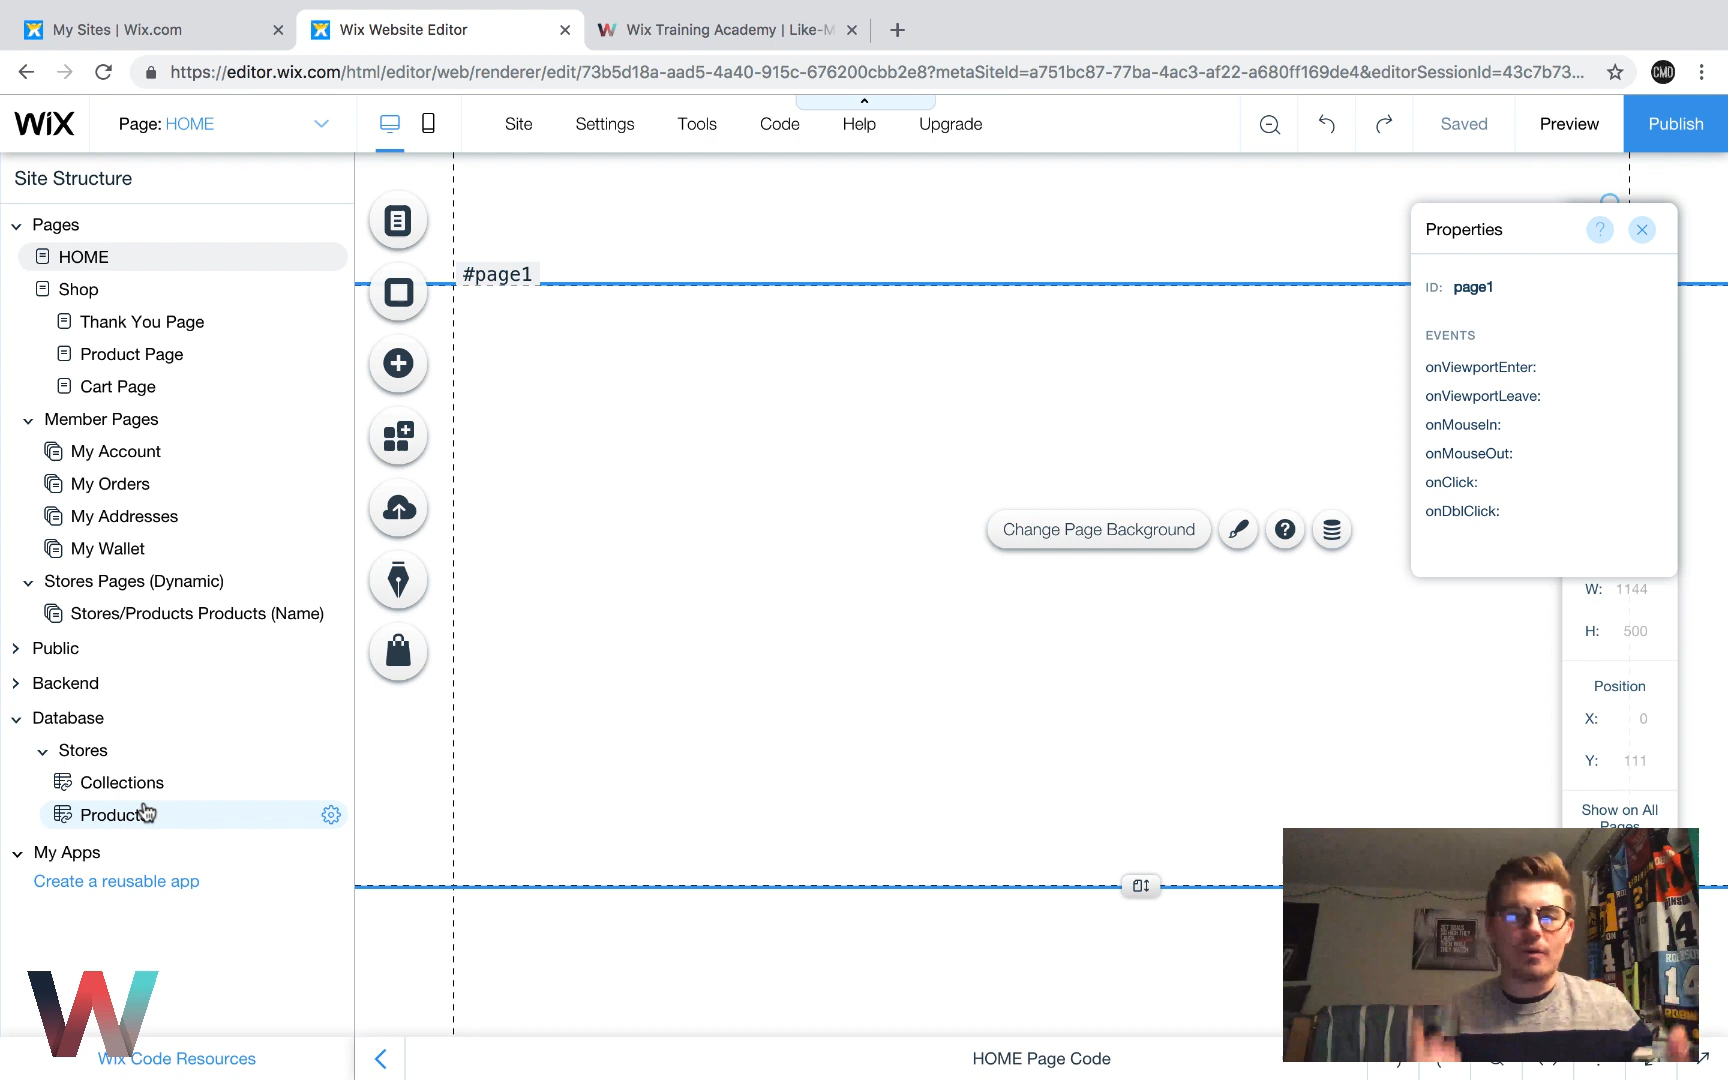 My Sites | Wix.com
Wix Website Editor
Wix Training Academy | Like-M
https://editor.wix.com/html/editor/web/renderer/edit/73b5d18a-aad5-4a40-915c-676200cbb2e8?metaSiteId=a751bc87-77ba-4ac3-af22-a680ff169de4&editorSessionId=43c7b73...
CMD
WiX
Page: HOME
Site
Settings
Tools
Code
Help
Upgrade
Saved
Preview
Publish
Site Structure
Pages
HOME
Shop
Thank You Page
Product Page
Cart Page
Member Pages
My Account
My Orders
My Addresses
My Wallet
Stores Pages (Dynamic)
Stores/Products Products (Name)
Public
Backend
Database
Stores
Collections
Product
My Apps
Create a reusable app
Wix Code Resources
#page1
Change Page Background
Properties
ID: page1
EVENTS
onViewportEnter:
onViewportLeave:
onMouseIn:
onMouseOut:
onClick:
onDblClick:
W: 1144
H: 500
Position
X: 0
Y: 111
Show on All
Pages
HOME Page Code